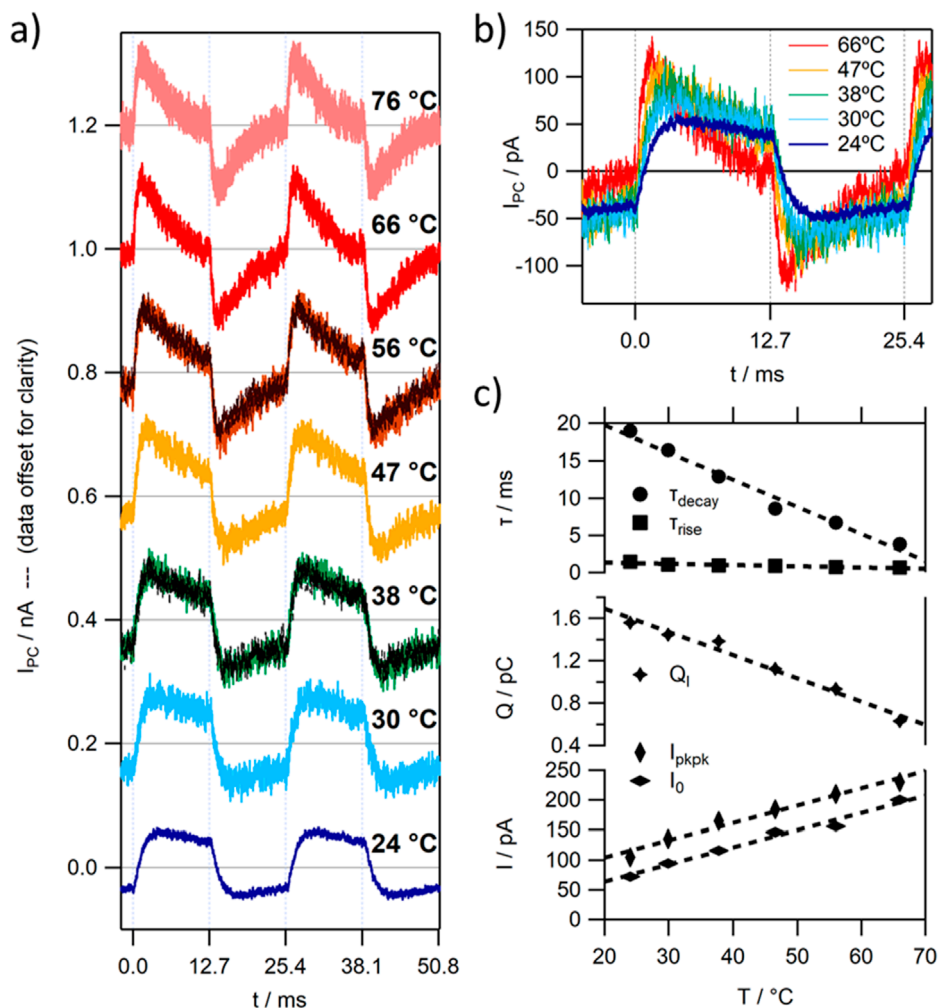 a)
I_PC / nA --- (data offset for clarity)
1.2
1.0
0.8
0.6
0.4
0.2
0.0
76 °C
66 °C
56 °C
47 °C
38 °C
30 °C
24 °C
0.0 12.7 25.4 38.1 50.8
t / ms
b)
I_PC / pA
150
100
50
0
-50
-100
66ºC
47ºC
38ºC
30ºC
24ºC
0.0 12.7 25.4
t / ms
c)
τ / ms
20
15
10
5
0
τ_decay
τ_rise
Q / pC
1.6
1.2
0.8
0.4
Q_I
I / pA
250
200
150
100
50
0
I_pkpk
I_0
20 30 40 50 60 70
T / °C